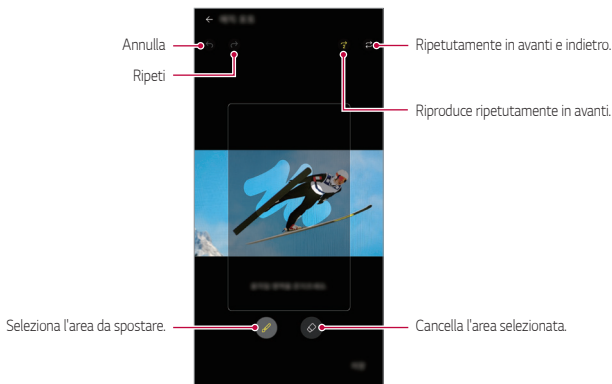 Annulla
Ripeti
Ripetutamente in avanti e indietro.
Riproduce ripetutamente in avanti.
Seleziona l'area da spostare.
Cancella l'area selezionata.